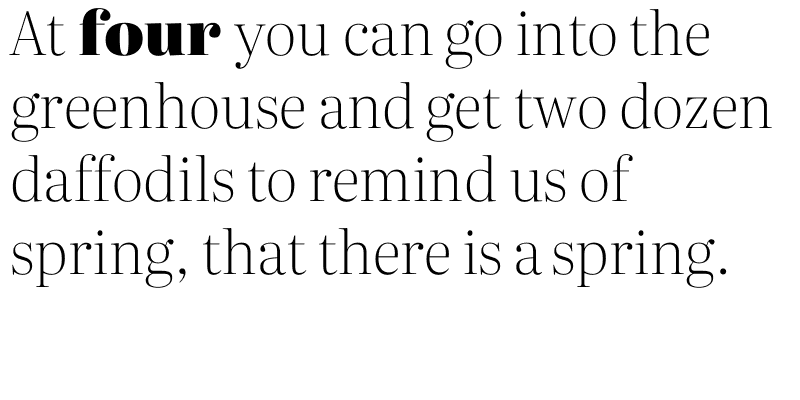 At four you can go into the
greenhouse and get two dozen
daffodils to remind us of
spring, that there is a spring.